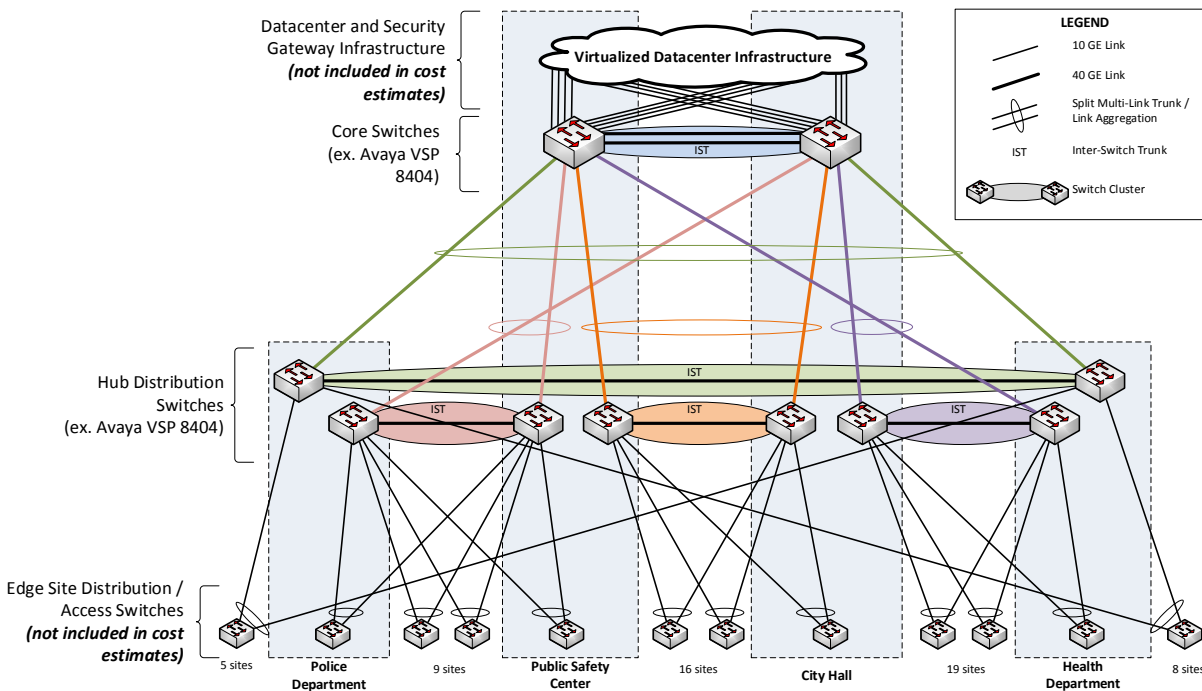 Datacenter and Security
Gateway Infrastructure
(not included in cost
estimates)
Virtualized Datacenter Infrastructure
LEGEND
10 GE Link
40 GE Link
Split Multi-Link Trunk /
Link Aggregation
IST
Inter-Switch Trunk
Switch Cluster
Core Switches
(ex. Avaya VSP
8404)
IST
Hub Distribution
Switches
(ex. Avaya VSP 8404)
IST
IST
IST
IST
Edge Site Distribution /
Access Switches
(not included in cost
estimates)
5 sites
Police
Department
9 sites
Public Safety
Center
16 sites
City Hall
19 sites
Health
Department
8 sites